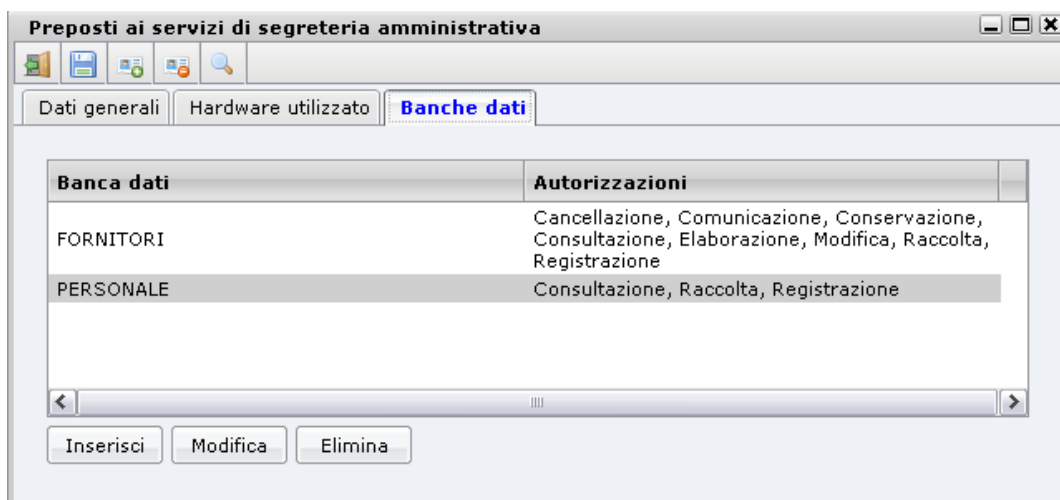 Preposti ai servizi di segreteria amministrativa
Dati generali Hardware utilizzato Banche dati
Banca dati Autorizzazioni
FORNITORI
Cancellazione, Comunicazione, Conservazione,
Consultazione, Elaborazione, Modifica, Raccolta,
Registrazione
PERSONALE Consultazione, Raccolta, Registrazione
Inserisci Modifica Elimina